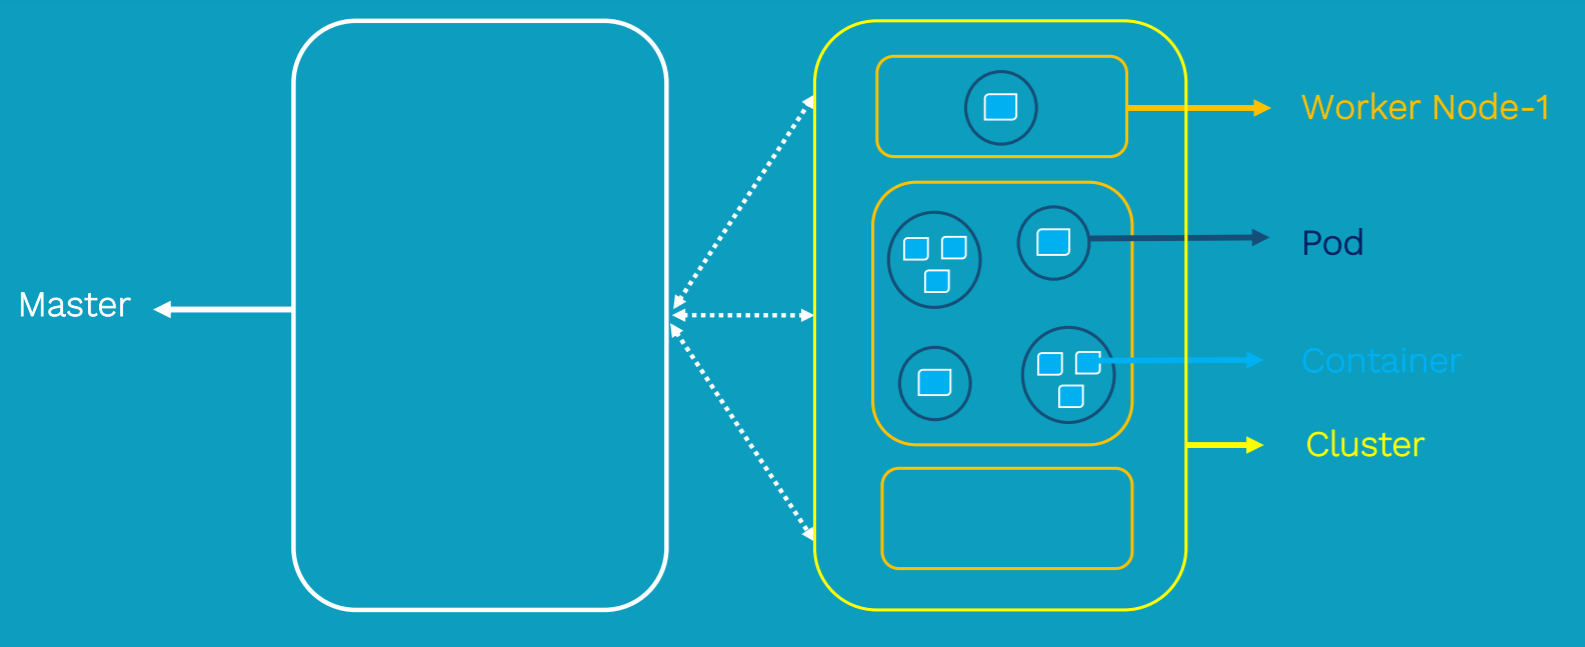 Master
Worker Node-1
Pod
Container
Cluster